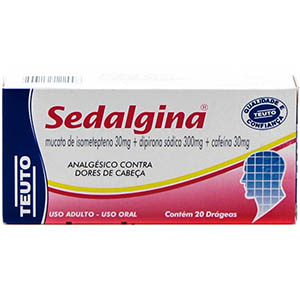 Sedalgina®
mucato de isometepteno 30mg + dipirona sódica 300mg + cafeína 30mg
ANALGÉSICO CONTRA
DORES DE CABEÇA
USO ADULTO - USO ORAL
Contém 20 Drágeas
TEUTO
QUALIDADE E
TEUTO
CONFIANÇA